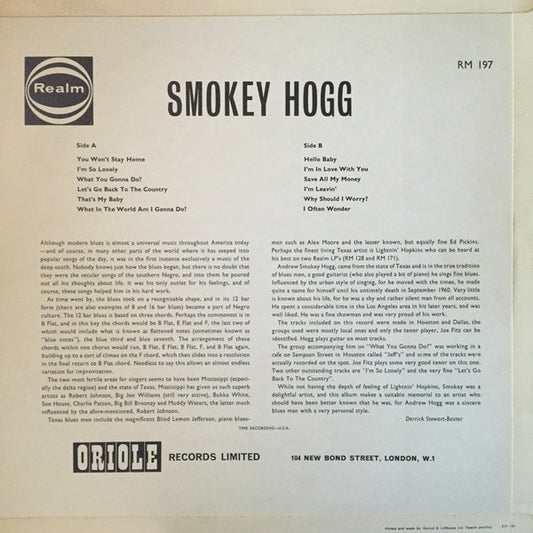 Realm
RM 197
SMOKEY HOGG
Side A
You Won't Stay Home
I'm So Lonely
What You Gonna Do?
Let's Go Back To The Country
That's My Baby
What In The World Am I Gonna Do?
Side B
Hello Baby
I'm In Love With You
Save All My Money
I'm Leavin'
Why Should I Worry?
I Often Wonder
Although modern blues is almost a universal music throughout America today
—and of course, in many other parts of the world where it has seeped into
popular songs of the day, it was in the first instance exclusively a music of the
deep south. Nobody knows just how the blues began, but there is no doubt that
they were the secular songs of the southern Negro, and into them he poured
out all his thoughts about life. It was his only outlet for his feelings, and of
course, these songs helped him in his hard work.
As time went by, the blues took on a recognisable shape, and in its 12 bar
form (there are also examples of 8 and 16 bar blues) became a part of Negro
culture. The 12 bar blues is based on three chords. Perhaps the commonest is in
B Flat, and in this key the chords would be B Flat, E Flat and F, the last two of
which would include what is known as flattened notes (sometimes known as
"blue notes"), the blue third and blue seventh. The arrangement of these
chords within one chorus would run, B Flat, E Flat, B Flat, F, and B Flat again,
building up to a sort of climax on the F chord, which then slides into a resolution
in the final return to B Flat chord. Needless to say this allows an almost endless
variation for improvisation.
The two most fertile areas for singers seem to have been Mississippi (especi-
ally the delta region) and the state of Texas. Mississippi has given us such superb
artists as Robert Johnson, Big Joe Williams (still very active), Bukka White,
Son House, Charlie Patton, Big Bill Broonzy and Muddy Waters, the latter much
influenced by the afore-mentioned, Robert Johnson.
Texas blues men include the magnificent Blind Lemon Jefferson, piano blues-
men such as Alex Moore and the lesser known, but equally fine Ed Pickins.
Perhaps the finest living Texas artist is Lightnin' Hopkins who can be heard at
his best on two Realm LP's (RM 128 and RM 171).
Andrew Smokey Hogg, came from the state of Texas and is in the true tradition
of blues men, a good guitarist (who also played a bit of piano) he sings fine blues.
Influenced by the urban style of singing, for he moved with the times, he made
quite a name for himself until his untimely death in September 1960. Very little
is known about his life, for he was a shy and rather silent man from all accounts.
He spent a considerable time in the Los Angeles area in his later years, and was
well liked. He was a fine showman and was very proud of his work.
The tracks included on this record were made in Houston and Dallas, the
groups used were mostly local ones and only the tenor player, Joe Fitz can be
identified. Hogg plays guitar on most tracks.
The group accompanying him on "What You Gonna Do?" was working in a
cafe on Sampson Street in Houston called "Jeff's" and some of the tracks were
actually recorded on the spot. Joe Fitz plays some very good tenor on this one.
Two other outstanding tracks are "I'm So Lonely" and the very fine "Let's Go
Back To The Country."
While not having the depth of feeling of Lightnin' Hopkins, Smokey was a
delightful artist, and this album makes a suitable memorial to an artist who
should have been better known that he was, for Andrew Hogg was a sincere
blues man with a very personal style.
Derrick Stewart-Baxter
TIME RECORDING—U.S.A.
ORIOLE RECORDS LIMITED 104 NEW BOND STREET, LONDON, W.1
Printed and made by Garrod & Lofthouse Ltd. Patents pending RM 197